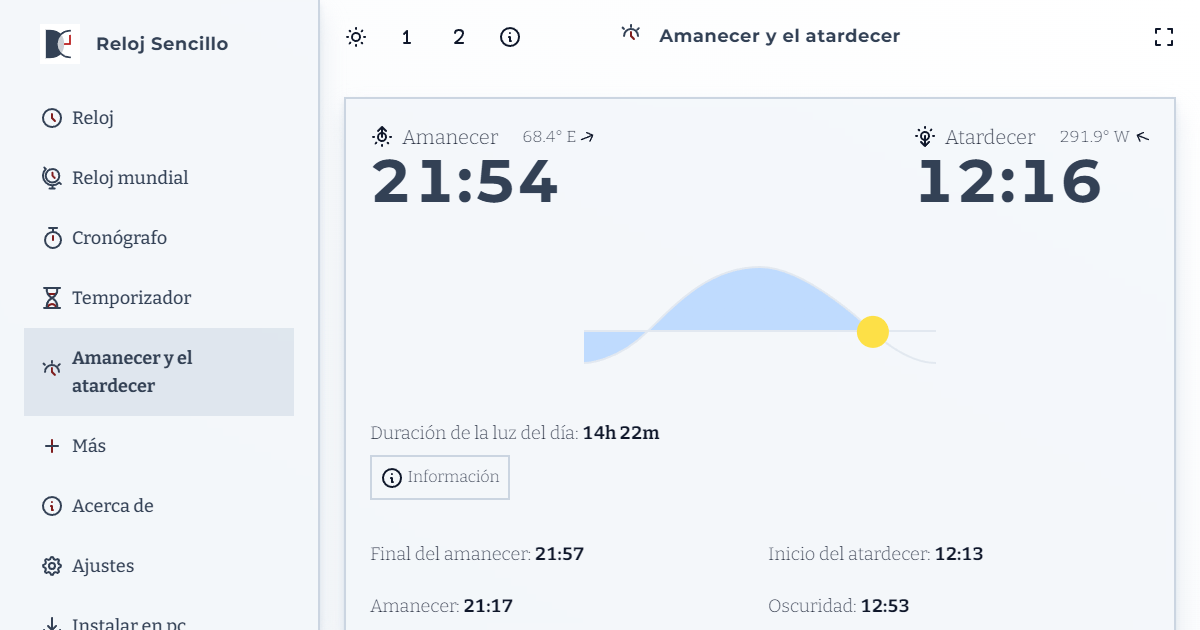 Reloj Sencillo
Reloj
Reloj mundial
Cronógrafo
Temporizador
Amanecer y el
atardecer
Más
Acerca de
Ajustes
Instalar en pc
1 2
Amanecer y el atardecer
Amanecer 68.4° E
21:54
Atardecer 291.9° W
12:16
Duración de la luz del día: 14h 22m
Información
Final del amanecer: 21:57
Inicio del atardecer: 12:13
Amanecer: 21:17
Oscuridad: 12:53